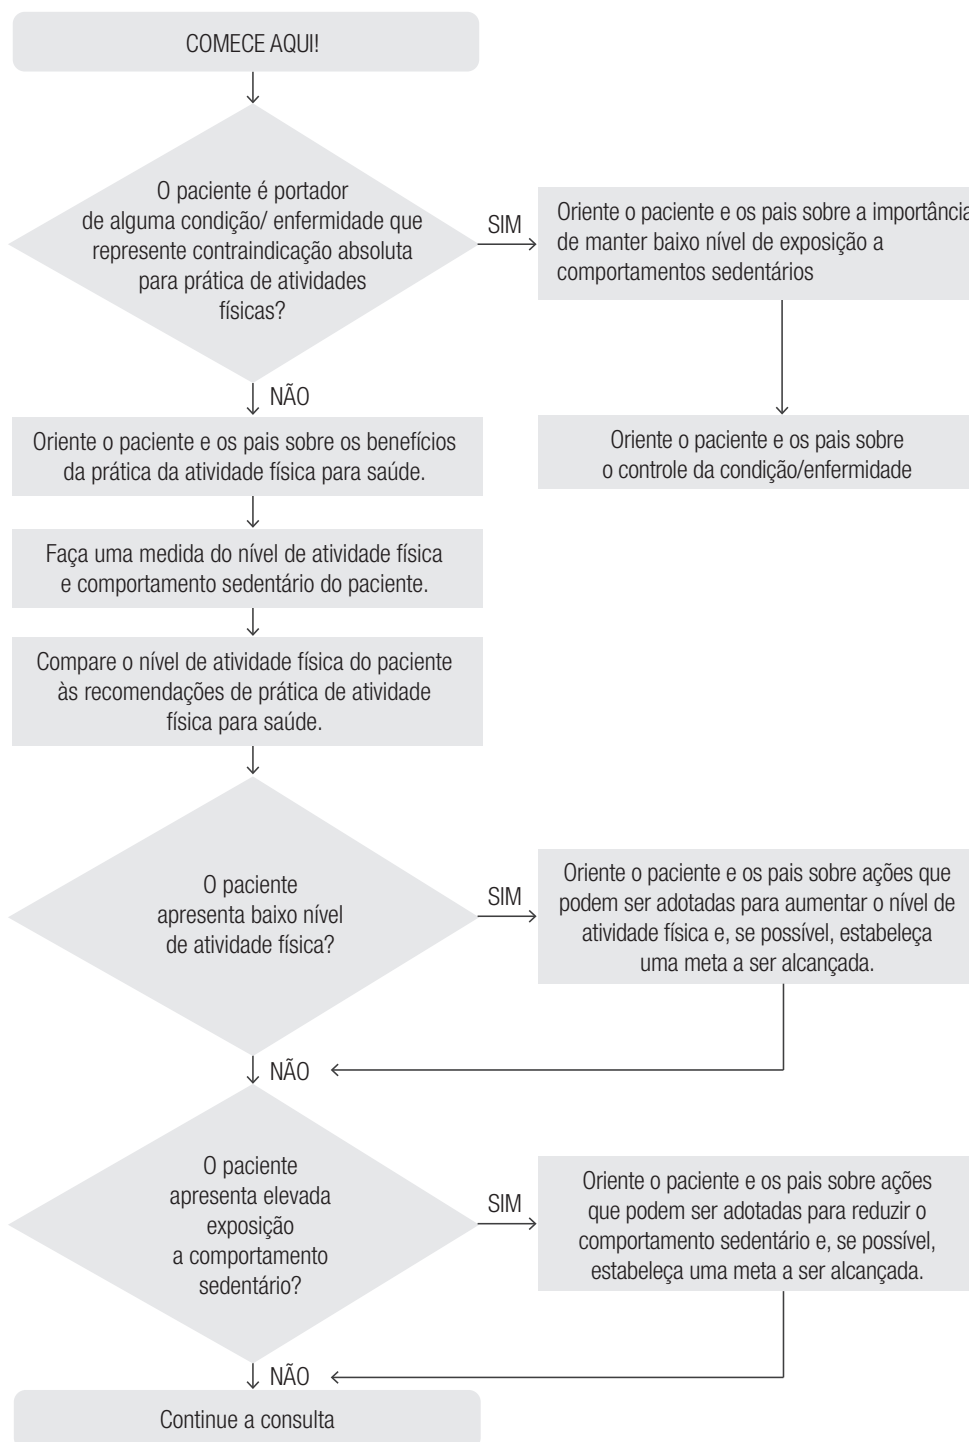 COMECE AQUI!
O paciente é portador
de alguma condição/ enfermidade que
represente contraindicação absoluta
para prática de atividades
físicas?
SIM
Oriente o paciente e os pais sobre a importância
de manter baixo nível de exposição a
comportamentos sedentários
NÃO
Oriente o paciente e os pais sobre os benefícios
da prática da atividade física para saúde.
Oriente o paciente e os pais sobre
o controle da condição/enfermidade
Faça uma medida do nível de atividade física
e comportamento sedentário do paciente.
Compare o nível de atividade física do paciente
às recomendações de prática de atividade
física para saúde.
O paciente
apresenta baixo nível
de atividade física?
SIM
Oriente o paciente e os pais sobre ações que
podem ser adotadas para aumentar o nível de
atividade física e, se possível, estabeleça
uma meta a ser alcançada.
NÃO
O paciente
apresenta elevada
exposição
a comportamento
sedentário?
SIM
Oriente o paciente e os pais sobre ações
que podem ser adotadas para reduzir o
comportamento sedentário e, se possível,
estabeleça uma meta a ser alcançada.
NÃO
Continue a consulta